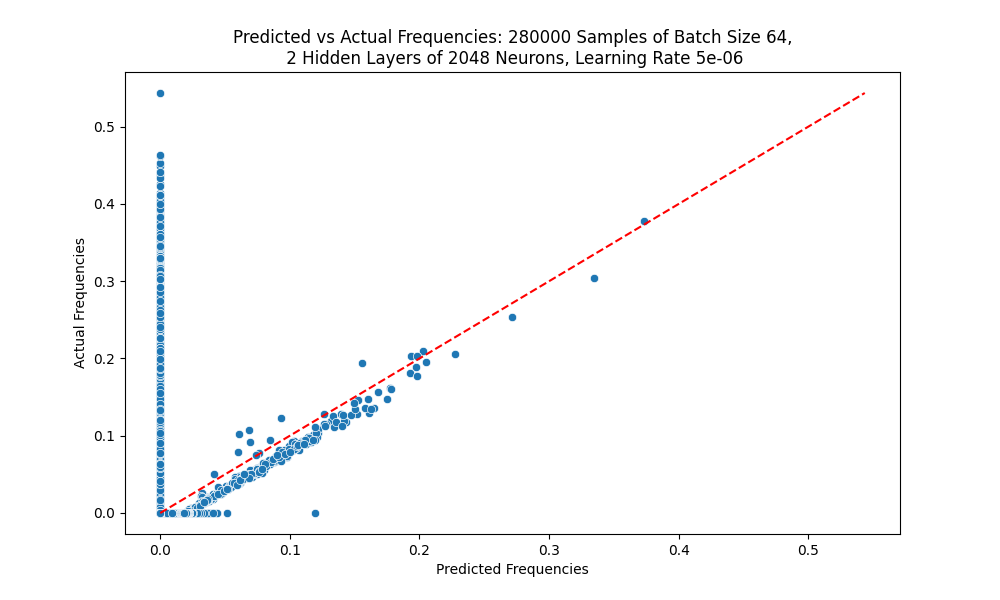 Predicted vs Actual Frequencies: 280000 Samples of Batch Size 64,
2 Hidden Layers of 2048 Neurons, Learning Rate 5e-06
Actual Frequencies
0.5
0.4
0.3
0.2
0.1
0.0
0.0 0.1 0.2 0.3 0.4 0.5
Predicted Frequencies